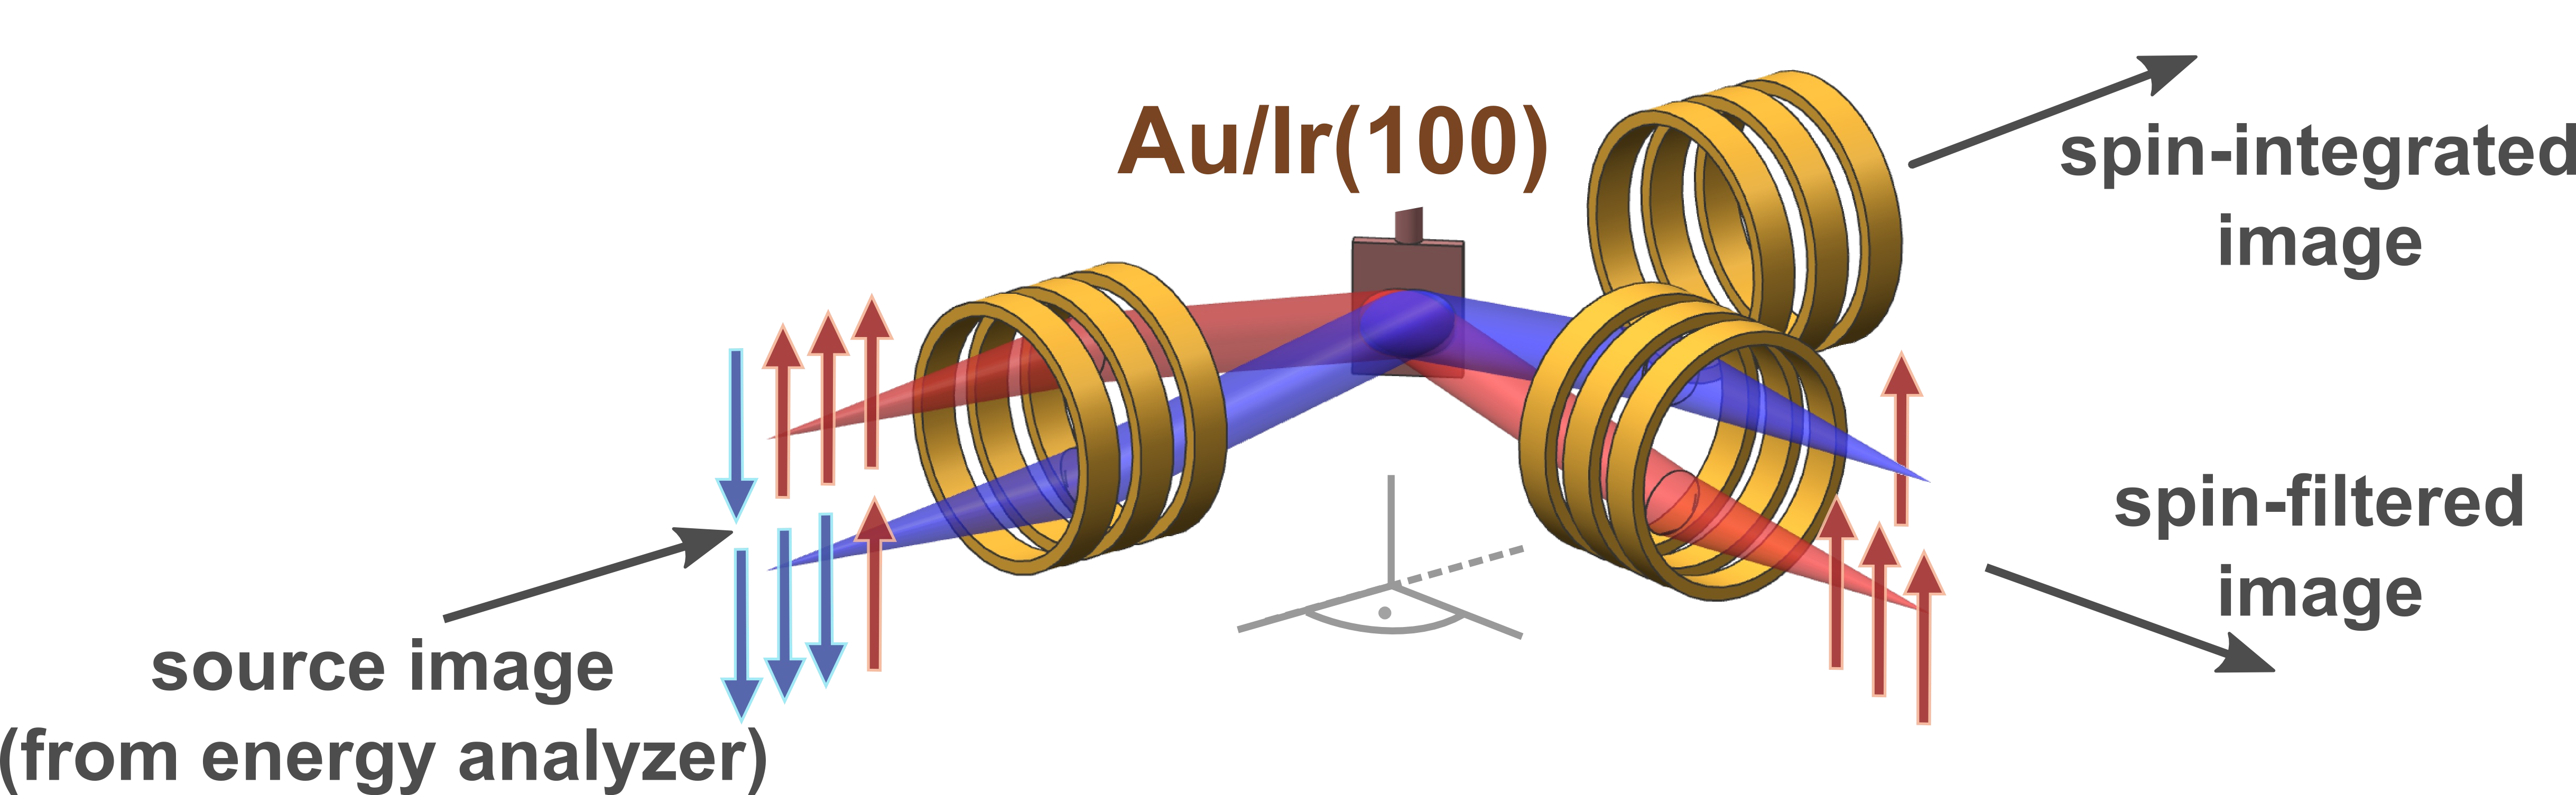 Au/Ir(100)
spin-integrated
image
spin-filtered
image
source image
(from energy analyzer)